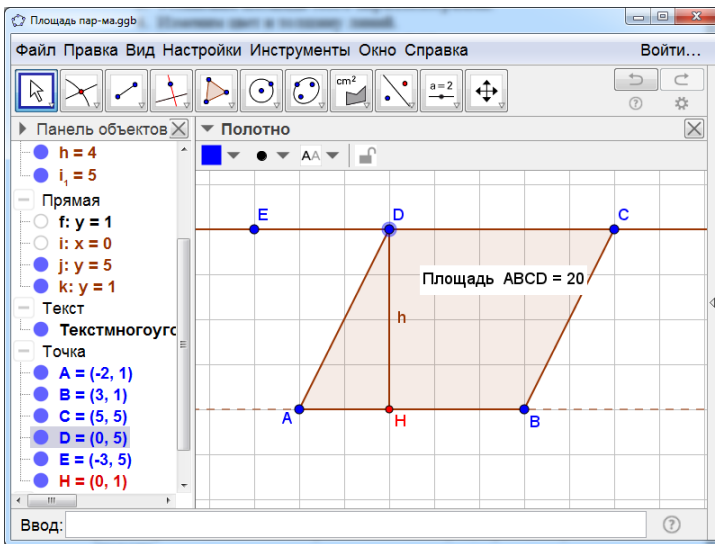 Площадь пар-ма.ggb
Файл Правка Вид Настройки Инструменты Окно Справка Войти...
cm²
a = 2
Панель объектов
Полотно
AA
h = 4
i₁ = 5
Прямая
f: y = 1
i: x = 0
j: y = 5
k: y = 1
Текст
Текстмногоуго
Точка
A = (-2, 1)
B = (3, 1)
C = (5, 5)
D = (0, 5)
E = (-3, 5)
H = (0, 1)
E D C
Площадь ABCD = 20
h
A H B
Ввод: